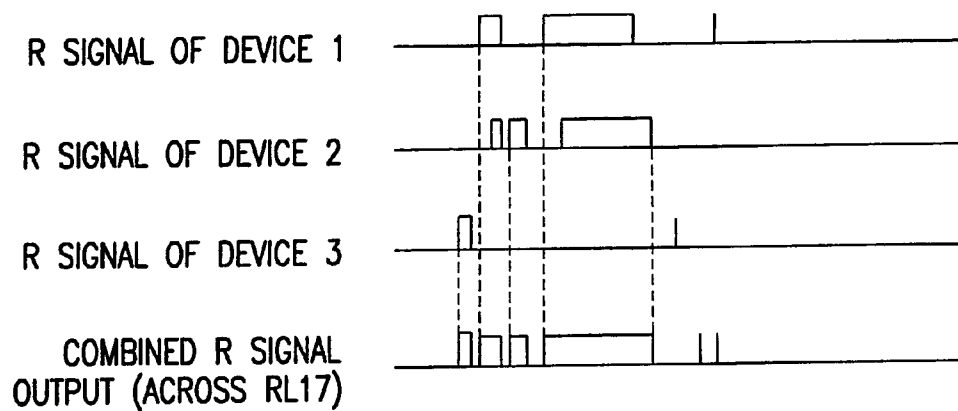 R SIGNAL OF DEVICE 1
R SIGNAL OF DEVICE 2
R SIGNAL OF DEVICE 3
COMBINED R SIGNAL
OUTPUT (ACROSS RL17)